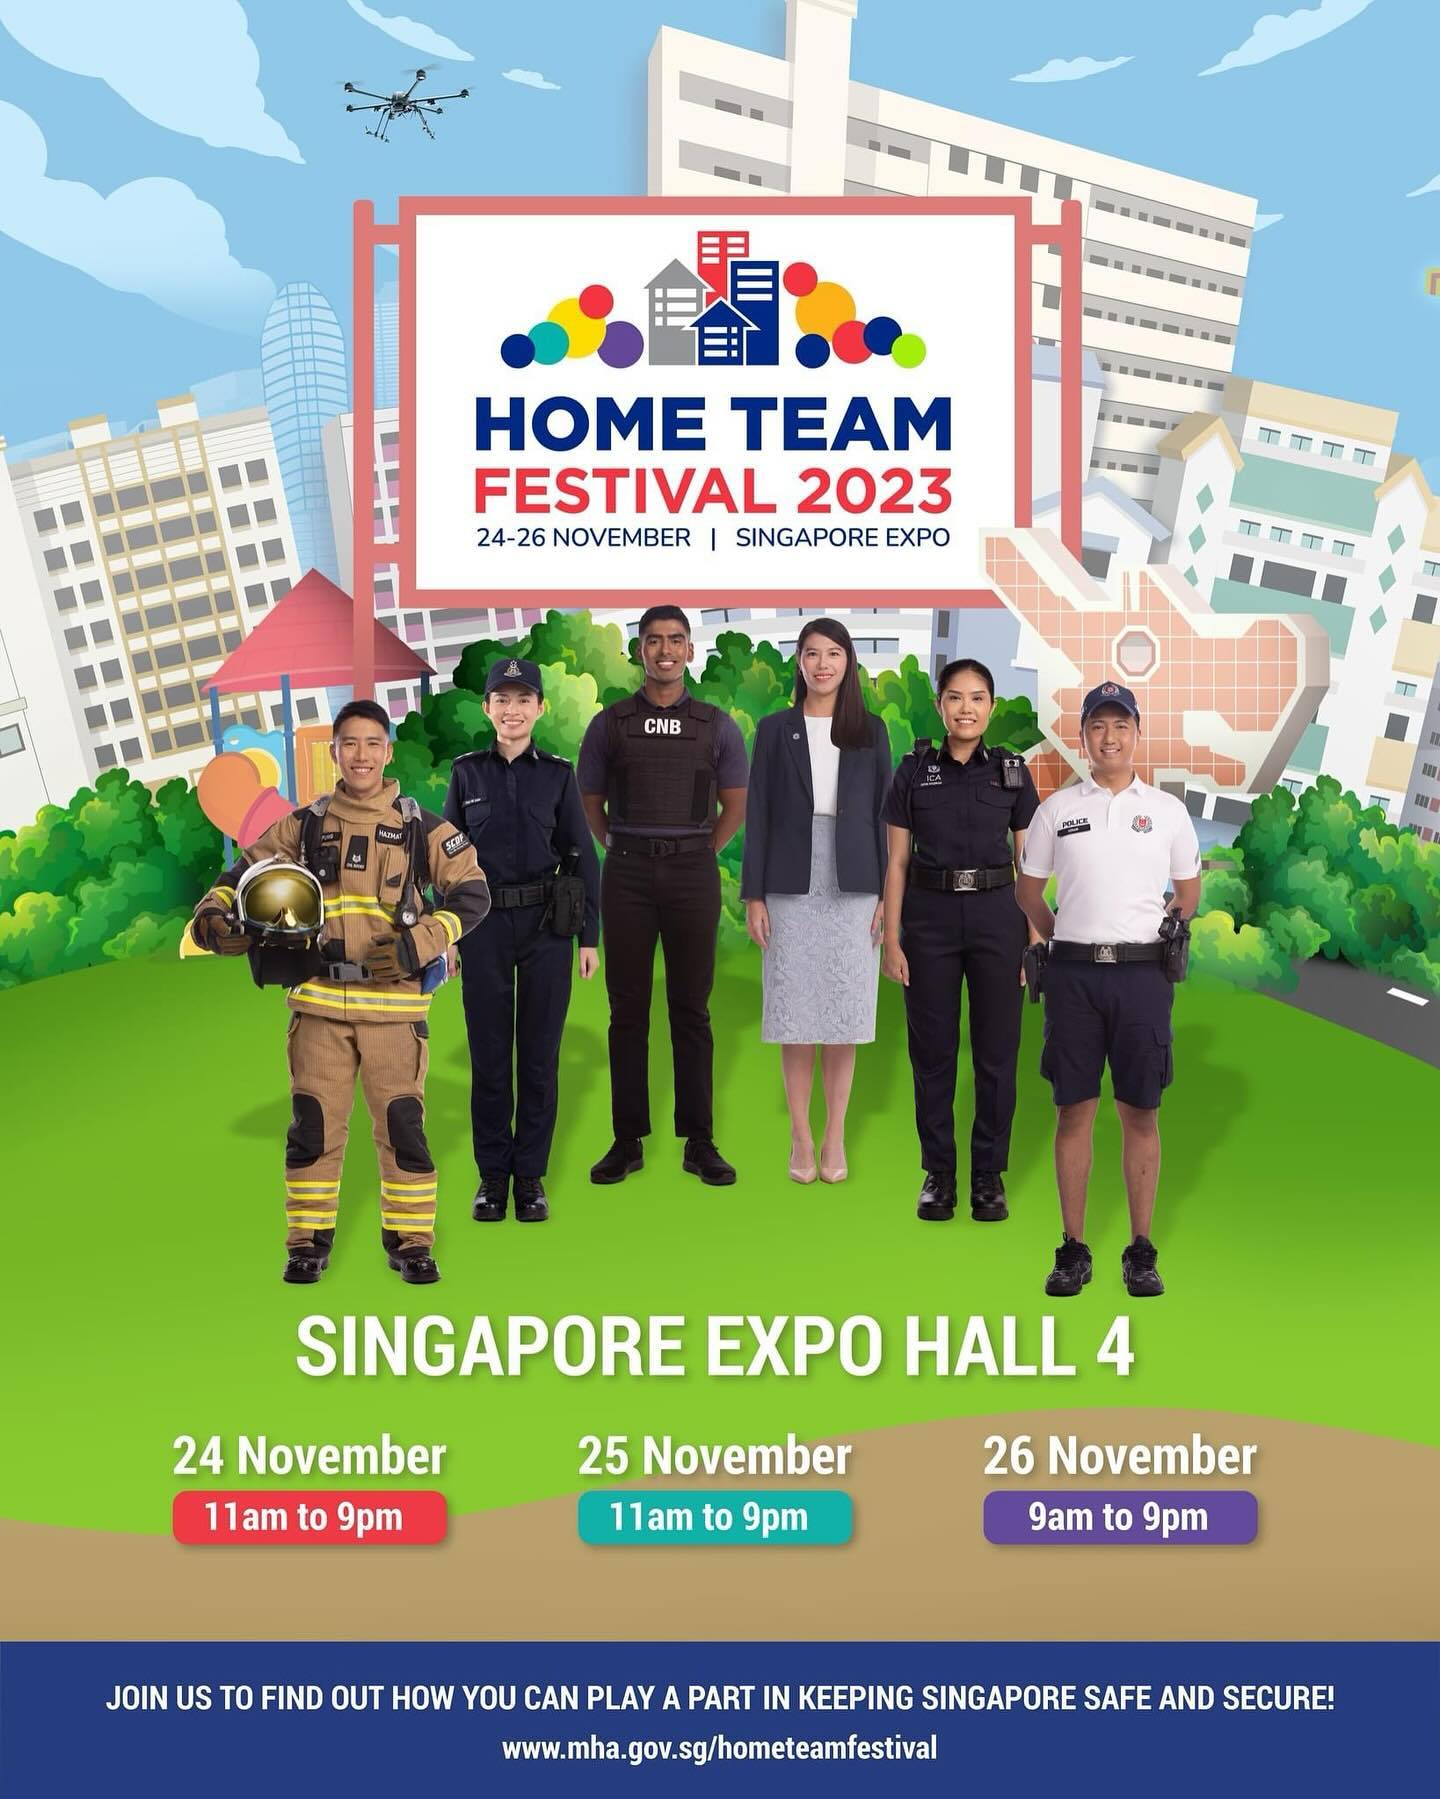 HOME TEAM
FESTIVAL 2023
24-26 NOVEMBER | SINGAPORE EXPO
CNB
HAZMAT
SCDF
ICA
POLICE
SINGAPORE EXPO HALL 4
24 November
11am to 9pm
25 November
11am to 9pm
26 November
9am to 9pm
JOIN US TO FIND OUT HOW YOU CAN PLAY A PART IN KEEPING SINGAPORE SAFE AND SECURE!
www.mha.gov.sg/hometeamfestival